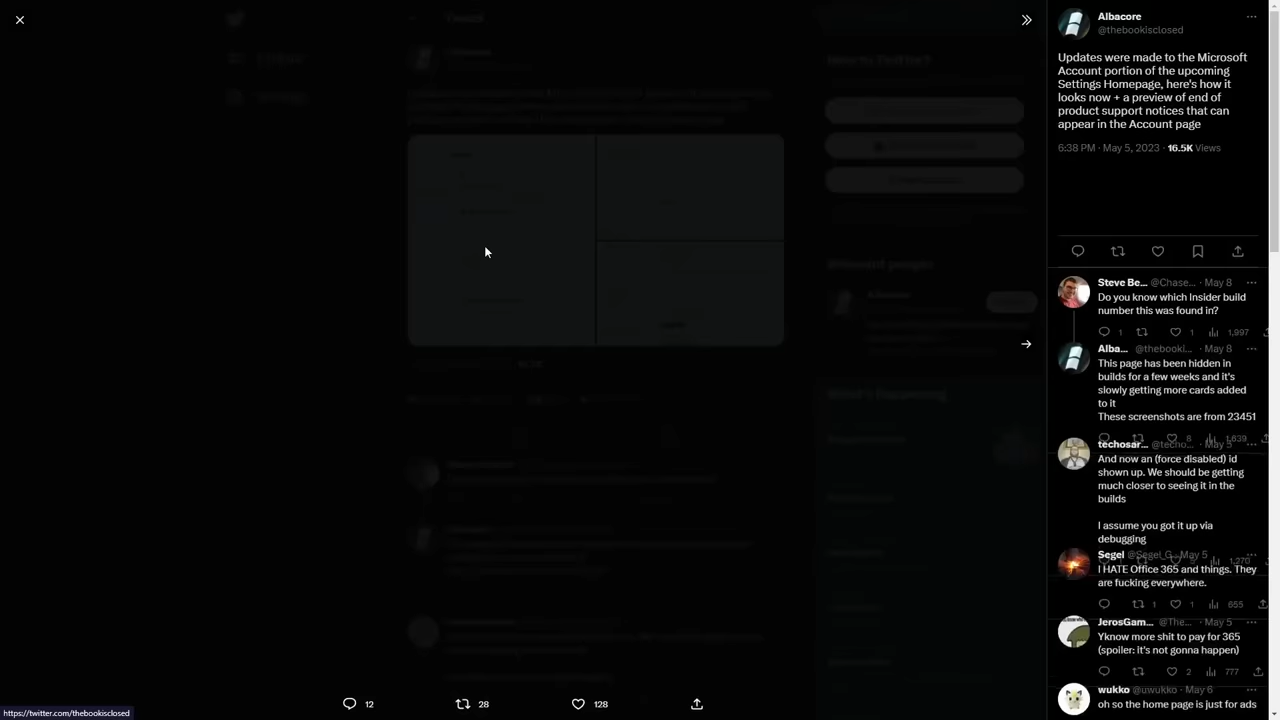 Albacore
@thebookisclosed
Updates were made to the Microsoft
Account portion of the upcoming
Settings Homepage, here's how it
looks now + a preview of end of
product support notices that can
appear in the Account page
6:38 PM · May 5, 2023 · 16.5K Views
Steve Be... @Chase... · May 8
Do you know which Insider build
number this was found in?
1 1 1,997
Alba... @thebooki... · May 8
This page has been hidden in
builds for a few weeks and it's
slowly getting more cards added
to it
These screenshots are from 23451
8 1,639
techosar... @techo... · May 5
And now an (force disabled) id
shown up. We should be getting
much closer to seeing it in the
builds
I assume you got it up via
debugging
Segel @Segel_G · May 5
I HATE Office 365 and things. They
are fucking everywhere.
1 1 655
JerosGam... @The... · May 5
Yknow more shit to pay for 365
(spoiler: it's not gonna happen)
2 777
wukko @uwukko · May 6
oh so the home page is just for ads
12 28 128
https://twitter.com/thebookisclosed